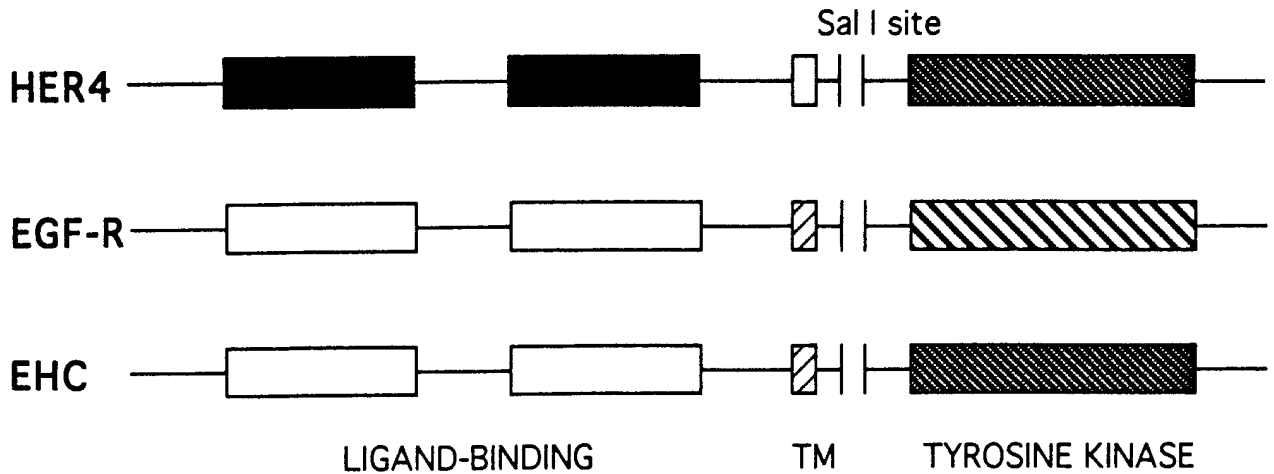 Sal I site
HER4
EGF-R
EHC
LIGAND-BINDING TM TYROSINE KINASE